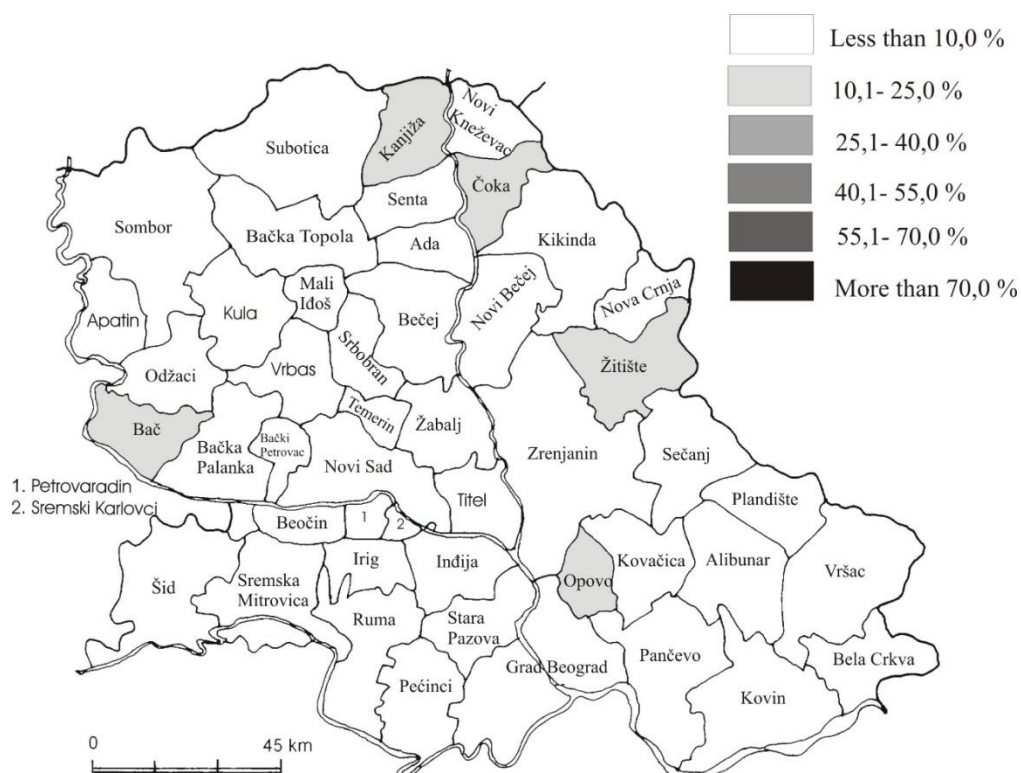 Less than 10,0 %
10,1- 25,0 %
25,1- 40,0 %
40,1- 55,0 %
55,1- 70,0 %
More than 70,0 %
Novi
Kneževac
Kanjiža
Subotica
Čoka
Senta
Sombor
Bačka Topola
Ada
Kikinda
Mali
Iđoš
Novi Bečej
Nova Crnja
Apatin
Kula
Bečej
Srbobran
Žitište
Odžaci
Vrbas
Temerin
Žabalj
Bač
Bačka
Palanka
Bački
Petrovac
Novi Sad
Zrenjanin
Sečanj
1. Petrovaradin
2. Sremski Karlovci
Titel
Plandište
Beočin
1
2
Irig
Inđija
Opovo
Kovačica
Alibunar
Vršac
Šid
Sremska
Mitrovica
Ruma
Stara
Pazova
Grad Beograd
Pančevo
Bela Crkva
Pećinci
Kovin
0
45 km